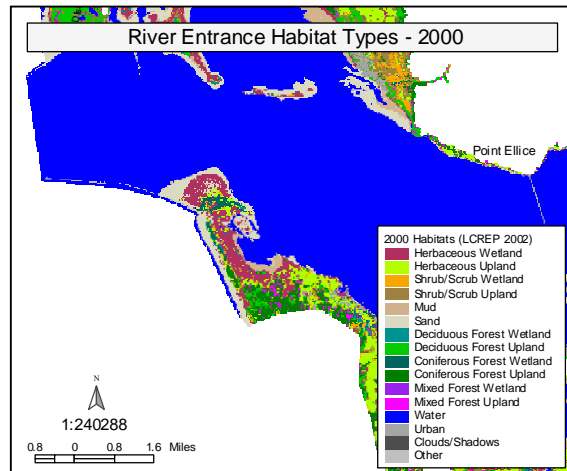 River Entrance Habitat Types - 2000
Point Ellice
2000 Habitats (LCREP 2002)
Herbaceous Wetland
Herbaceous Upland
Shrub/Scrub Wetland
Shrub/Scrub Upland
Mud
Sand
Deciduous Forest Wetland
Deciduous Forest Upland
Coniferous Forest Wetland
Coniferous Forest Upland
Mixed Forest Wetland
Mixed Forest Upland
Water
Urban
Clouds/Shadows
Other
N
1:240288
0.8 0 0.8 1.6 Miles